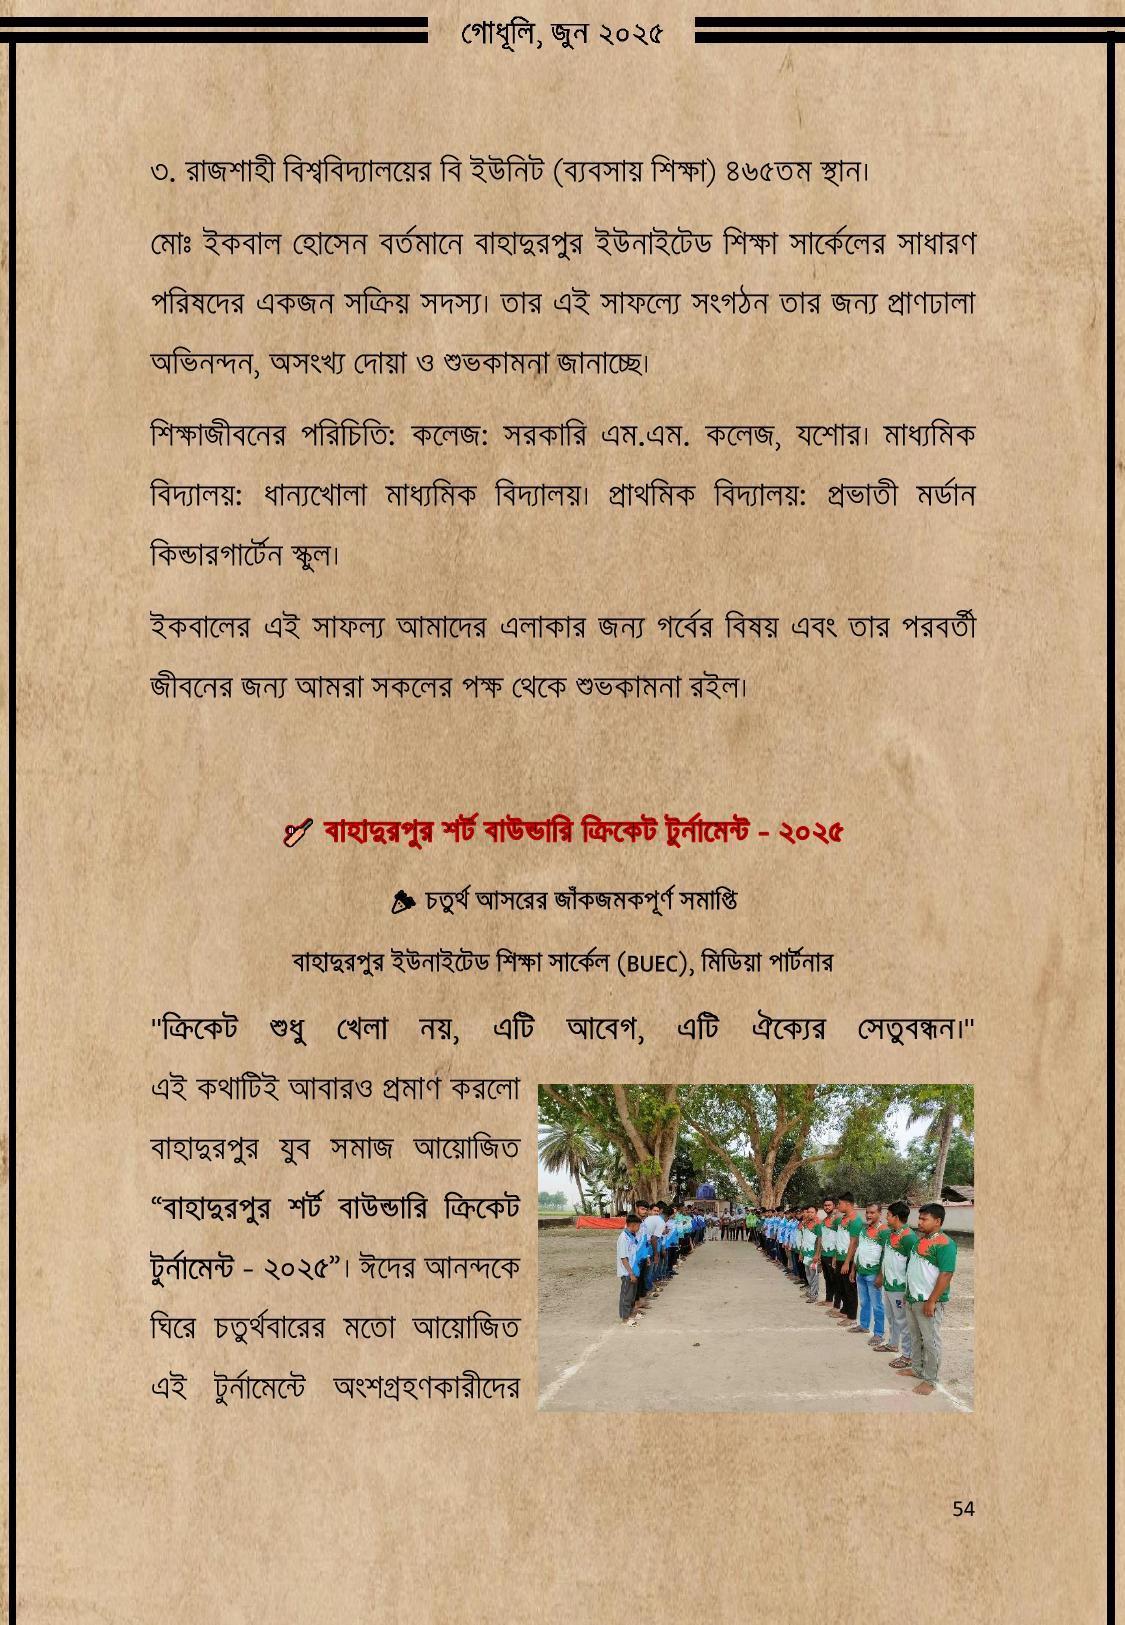 গোধূলি, জুন ২০২৫
৩. রাজশাহী বিশ্ববিদ্যালয়ের বি ইউনিট (ব্যবসায় শিক্ষা) ৪৬৫তম স্থান।
মোঃ ইকবাল হোসেন বর্তমানে বাহাদুরপুর ইউনাইটেড শিক্ষা সার্কেলের সাধারণ
পরিষদের একজন সক্রিয় সদস্য। তার এই সাফল্যে সংগঠন তার জন্য প্রাণঢালা
অভিনন্দন, অসংখ্য দোয়া ও শুভকামনা জানাচ্ছে।
শিক্ষাজীবনের পরিচিতি: কলেজ: সরকারি এম.এম. কলেজ, যশোর। মাধ্যমিক
বিদ্যালয়: ধান্যখোলা মাধ্যমিক বিদ্যালয়। প্রাথমিক বিদ্যালয়: প্রভাতী মর্ডান
কিন্ডারগার্টেন স্কুল।
ইকবালের এই সাফল্য আমাদের এলাকার জন্য গর্বের বিষয় এবং তার পরবর্তী
জীবনের জন্য আমরা সকলের পক্ষ থেকে শুভকামনা রইল।
🏏 বাহাদুরপুর শর্ট বাউন্ডারি ক্রিকেট টুর্নামেন্ট - ২০২৫
🎉 চতুর্থ আসরের জাঁকজমকপূর্ণ সমাপ্তি
বাহাদুরপুর ইউনাইটেড শিক্ষা সার্কেল (BUEC), মিডিয়া পার্টনার
"ক্রিকেট শুধু খেলা নয়, এটি আবেগ, এটি ঐক্যের সেতুবন্ধন।"
এই কথাটিই আবারও প্রমাণ করলো
বাহাদুরপুর যুব সমাজ আয়োজিত
“বাহাদুরপুর শর্ট বাউন্ডারি ক্রিকেট
টুর্নামেন্ট - ২০২৫”। ঈদের আনন্দকে
ঘিরে চতুর্থবারের মতো আয়োজিত
এই টুর্নামেন্টে অংশগ্রহণকারীদের
54